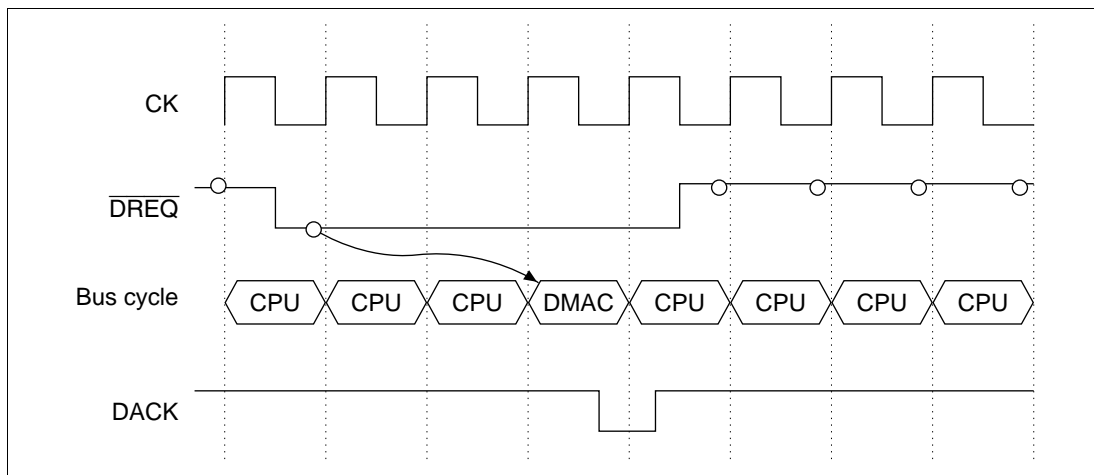 CK
DREQ
Bus cycle CPU CPU CPU DMAC CPU CPU CPU CPU
DACK